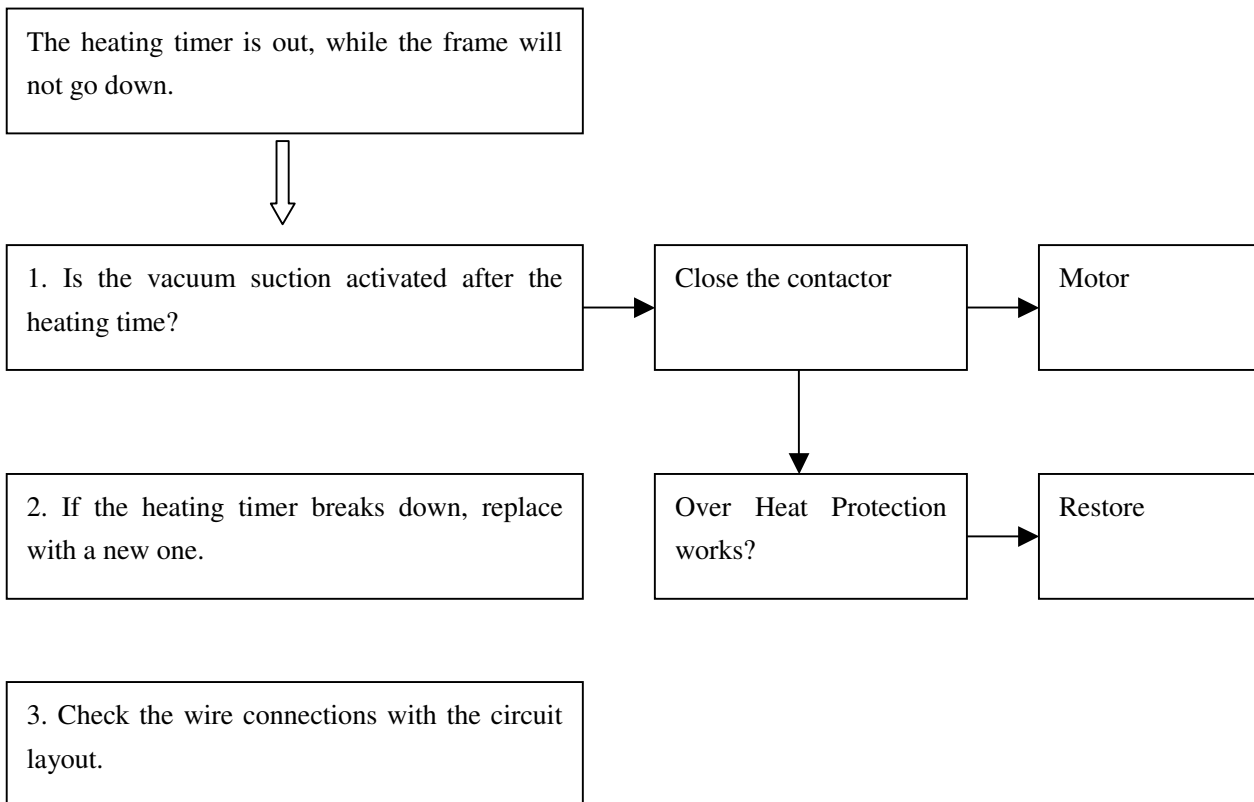 The heating timer is out, while the frame will
not go down.
1. Is the vacuum suction activated after the
heating time?
Close the contactor
Motor
2. If the heating timer breaks down, replace
with a new one.
Over Heat Protection
works?
Restore
3. Check the wire connections with the circuit
layout.